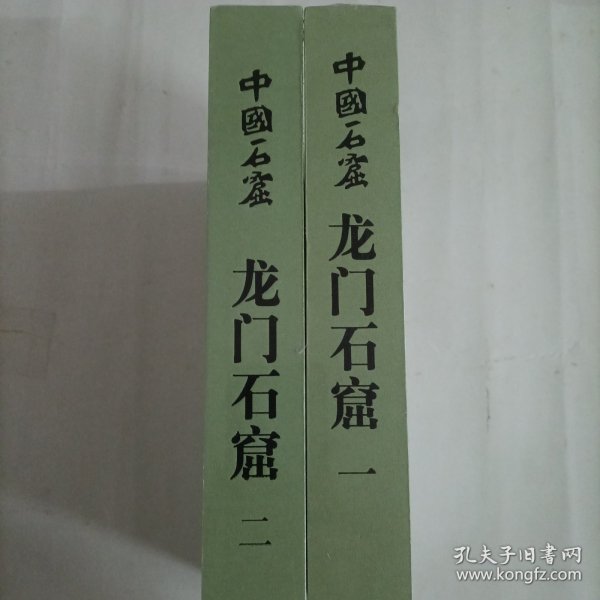 中國石窟
龙门石窟
二
中國石窟
龙门石窟
一
孔夫子旧书网
www.kongfz.com